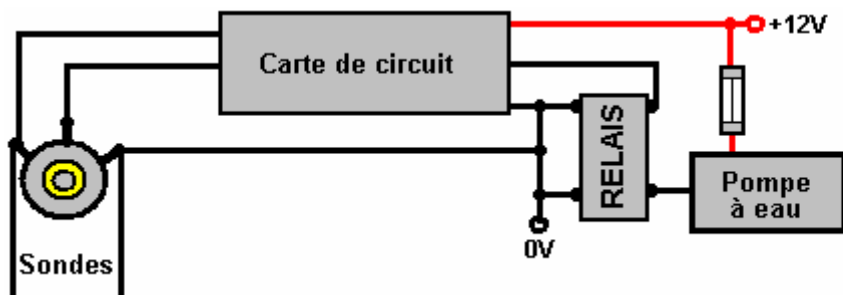 +12V
Carte de circuit
RELAIS
Pompe
à eau
0V
Sondes